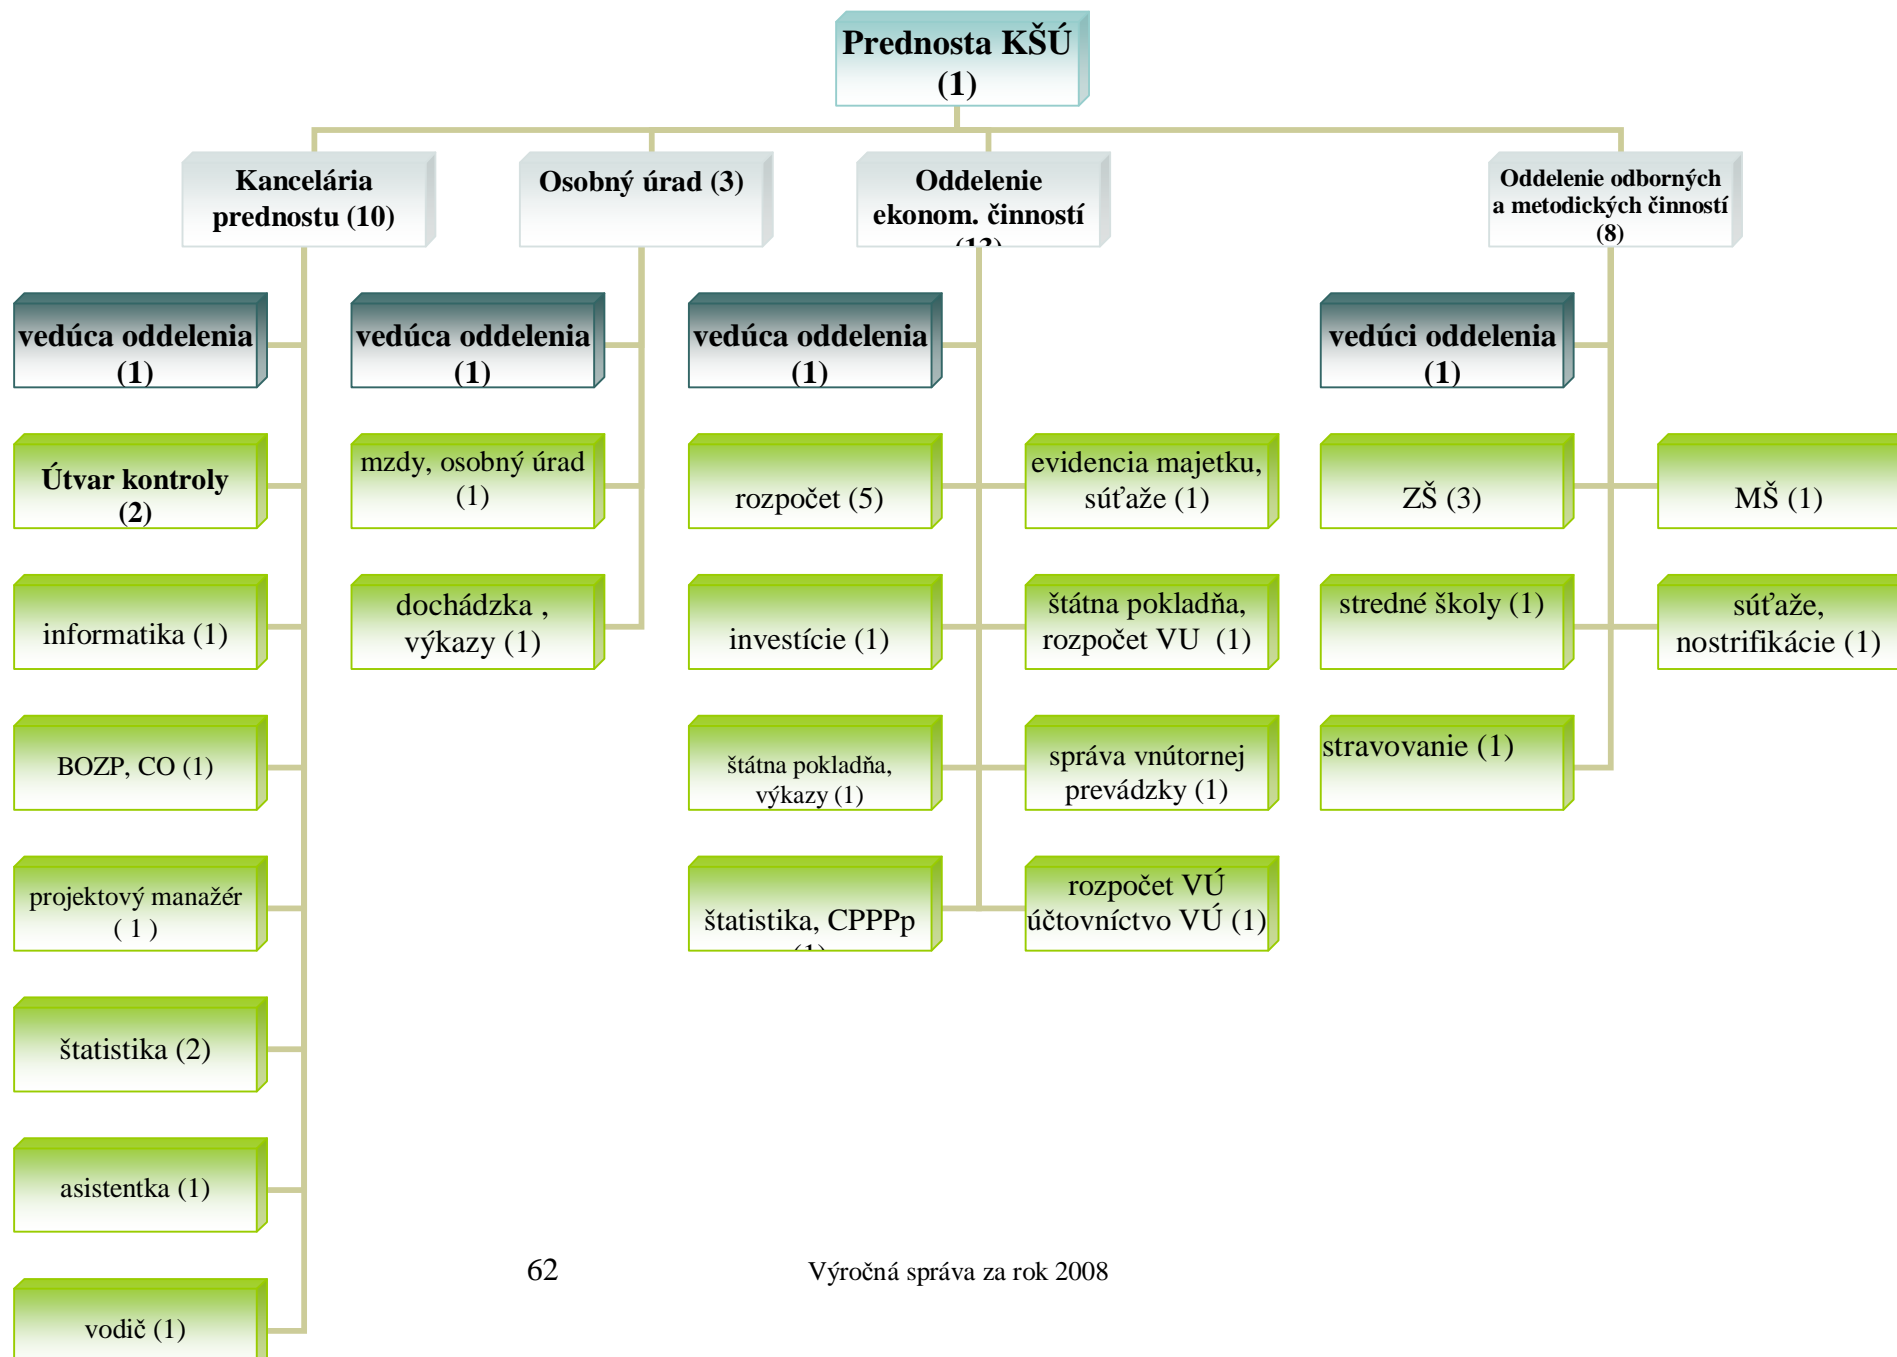 Prednosta KŠÚ
(1)
Kancelária
prednostu (10)
Osobný úrad (3)
Oddelenie
ekonom. činností
(13)
Oddelenie odborných
a metodických činností
(8)
vedúca oddelenia
(1)
vedúca oddelenia
(1)
vedúca oddelenia
(1)
vedúci oddelenia
(1)
Útvar kontroly
(2)
mzdy, osobný úrad
(1)
rozpočet (5)
evidencia majetku,
súťaže (1)
ZŠ (3)
MŠ (1)
informatika (1)
dochádzka ,
výkazy (1)
investície (1)
štátna pokladňa,
rozpočet VU (1)
stredné školy (1)
súťaže,
nostrifikácie (1)
BOZP, CO (1)
štátna pokladňa,
výkazy (1)
správa vnútornej
prevádzky (1)
stravovanie (1)
projektový manažér
( 1 )
štatistika, CPPPp
(1)
rozpočet VÚ
účtovníctvo VÚ (1)
štatistika (2)
asistentka (1)
vodič (1)
62
Výročná správa za rok 2008